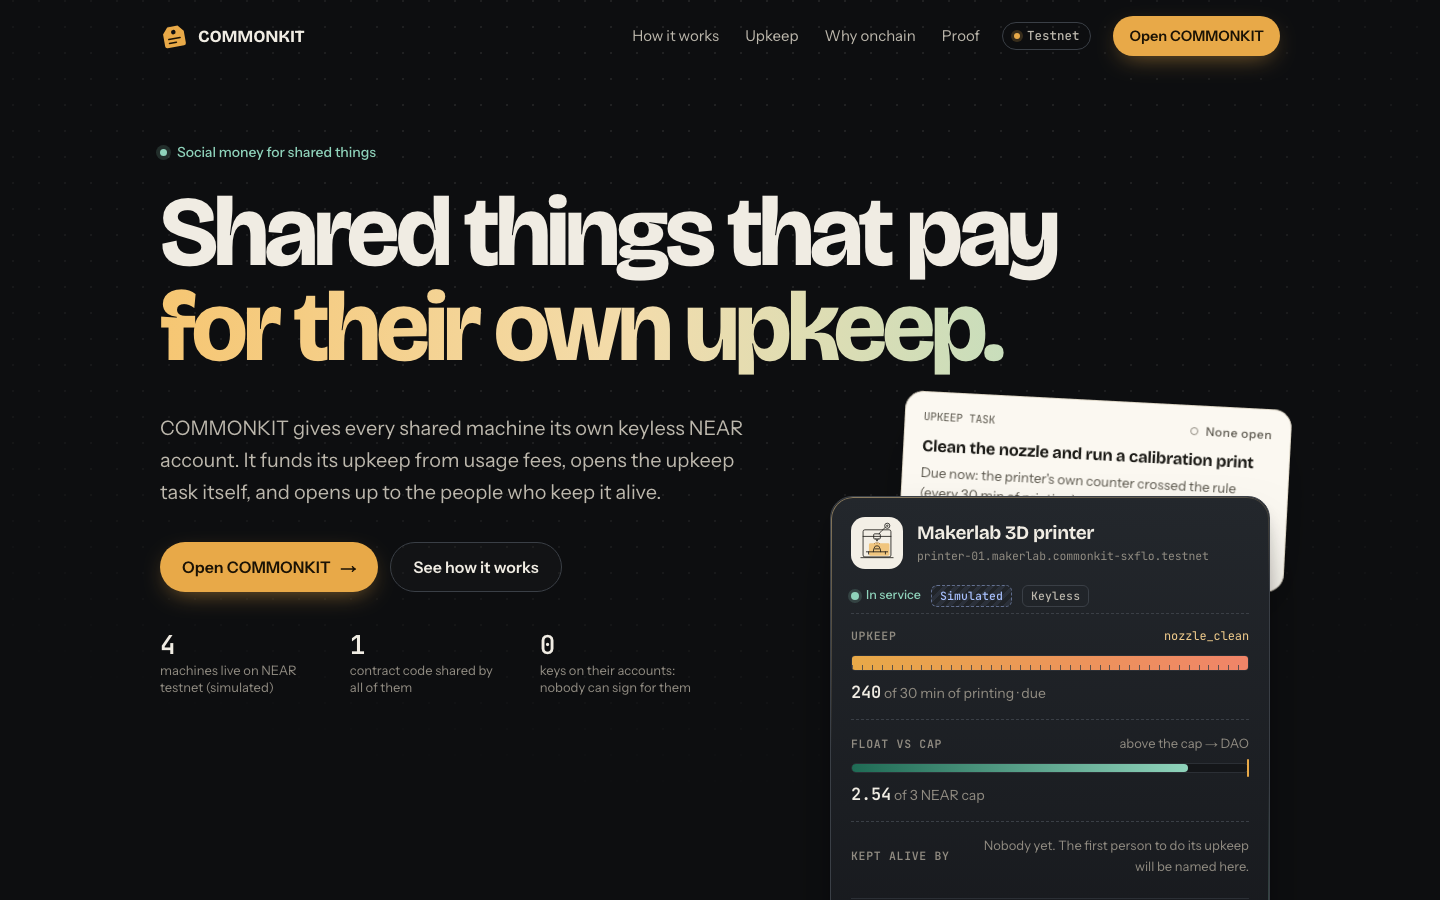 COMMONKIT
How it works
Upkeep
Why onchain
Proof
Testnet
Open COMMONKIT
Social money for shared things
Shared things that pay
for their own upkeep.
COMMONKIT gives every shared machine its own keyless NEAR
account. It funds its upkeep from usage fees, opens the upkeep
task itself, and opens up to the people who keep it alive.
Open COMMONKIT →
See how it works
4
machines live on NEAR
testnet (simulated)
1
contract code shared by
all of them
0
keys on their accounts:
nobody can sign for them
UPKEEP TASK
None open
Clean the nozzle and run a calibration print
Due now: the printer's own counter crossed the rule
(every 30 min of
Makerlab 3D printer
printer-01.makerlab.commonkit-sxflo.testnet
In service
Simulated
Keyless
UPKEEP
nozzle_clean
240 of 30 min of printing · due
FLOAT VS CAP
above the cap → DAO
2.54 of 3 NEAR cap
KEPT ALIVE BY
Nobody yet. The first person to do its upkeep
will be named here.